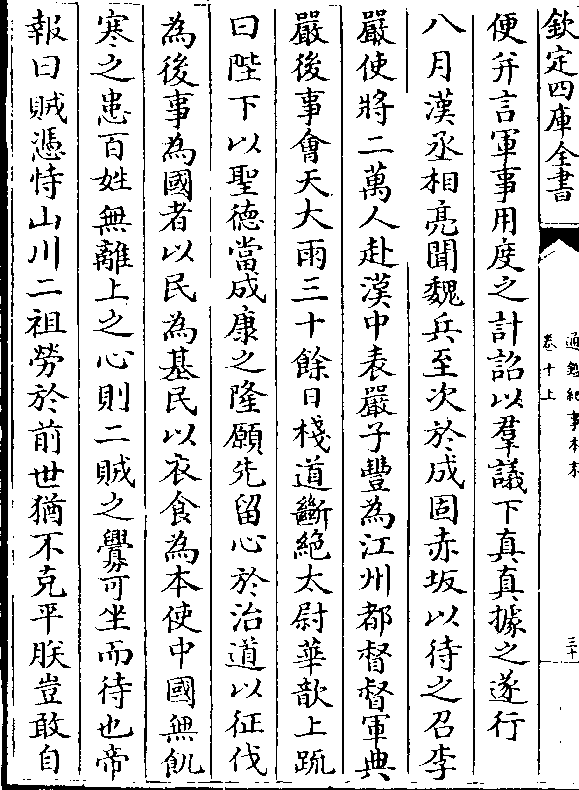 欽定四庫全書
通鑑紀事本末
卷十上
三十
便并言軍事用度之計詔以羣議下真真據之遂行
八月漢丞相亮聞魏兵至次於成固赤坂以待之召李
嚴使將二萬人赴漢中表嚴子豐為江州都督督軍典
嚴後事會天大雨三十餘日棧道斷絶太尉華歆上疏
曰陛下以聖德當成康之隆願先留心於治道以征伐
為後事為國者以民為基民以衣食為本使中國無飢
寒之患百姓無離上之心則二賊之釁可坐而待也帝
報曰賊憑恃山川二祖勞於前世猶不克平朕豈敢自